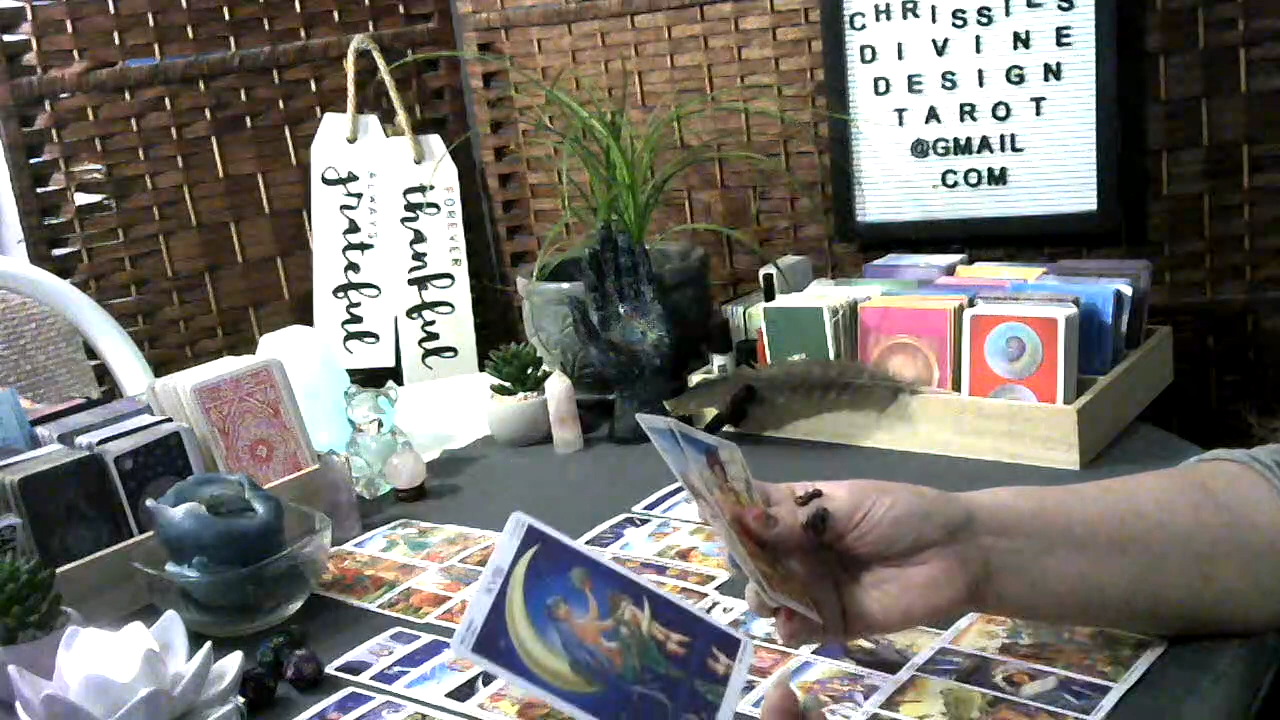 CHRISSIES
DIVINE
DESIGN
TAROT
@GMAIL
.COM
ALWAYS
grateful
FOREVER
thankful